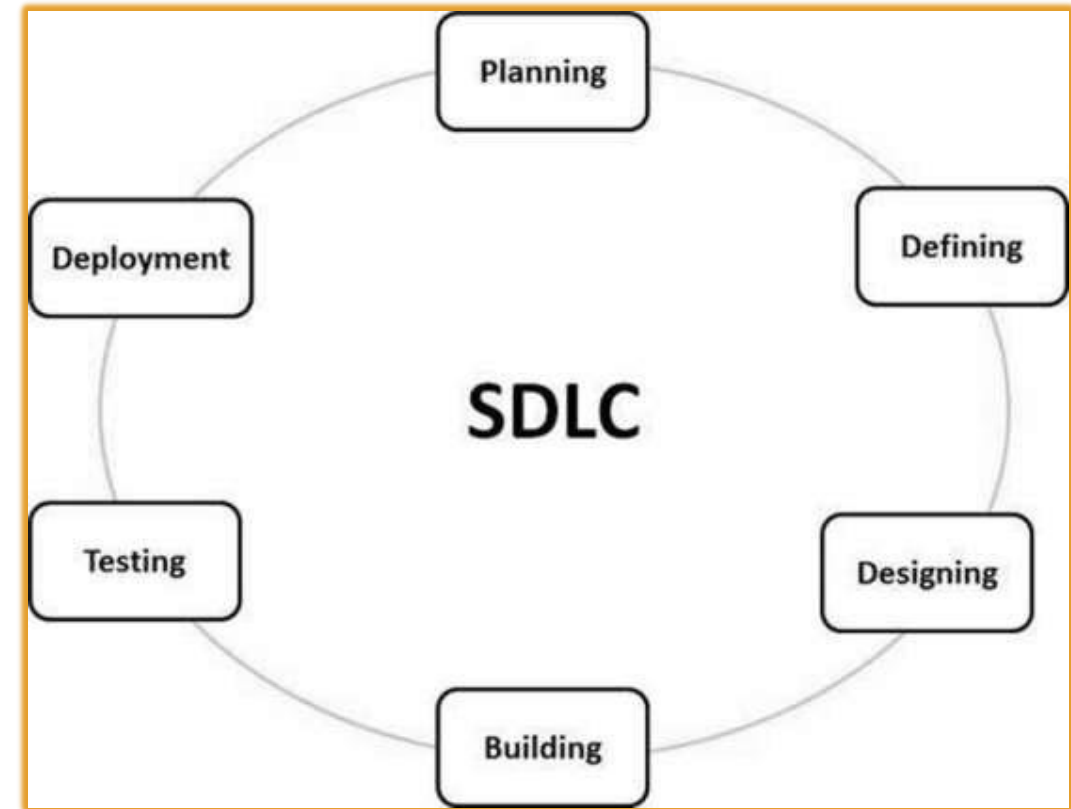 Planning
Defining
Designing
Building
Testing
Deployment
SDLC